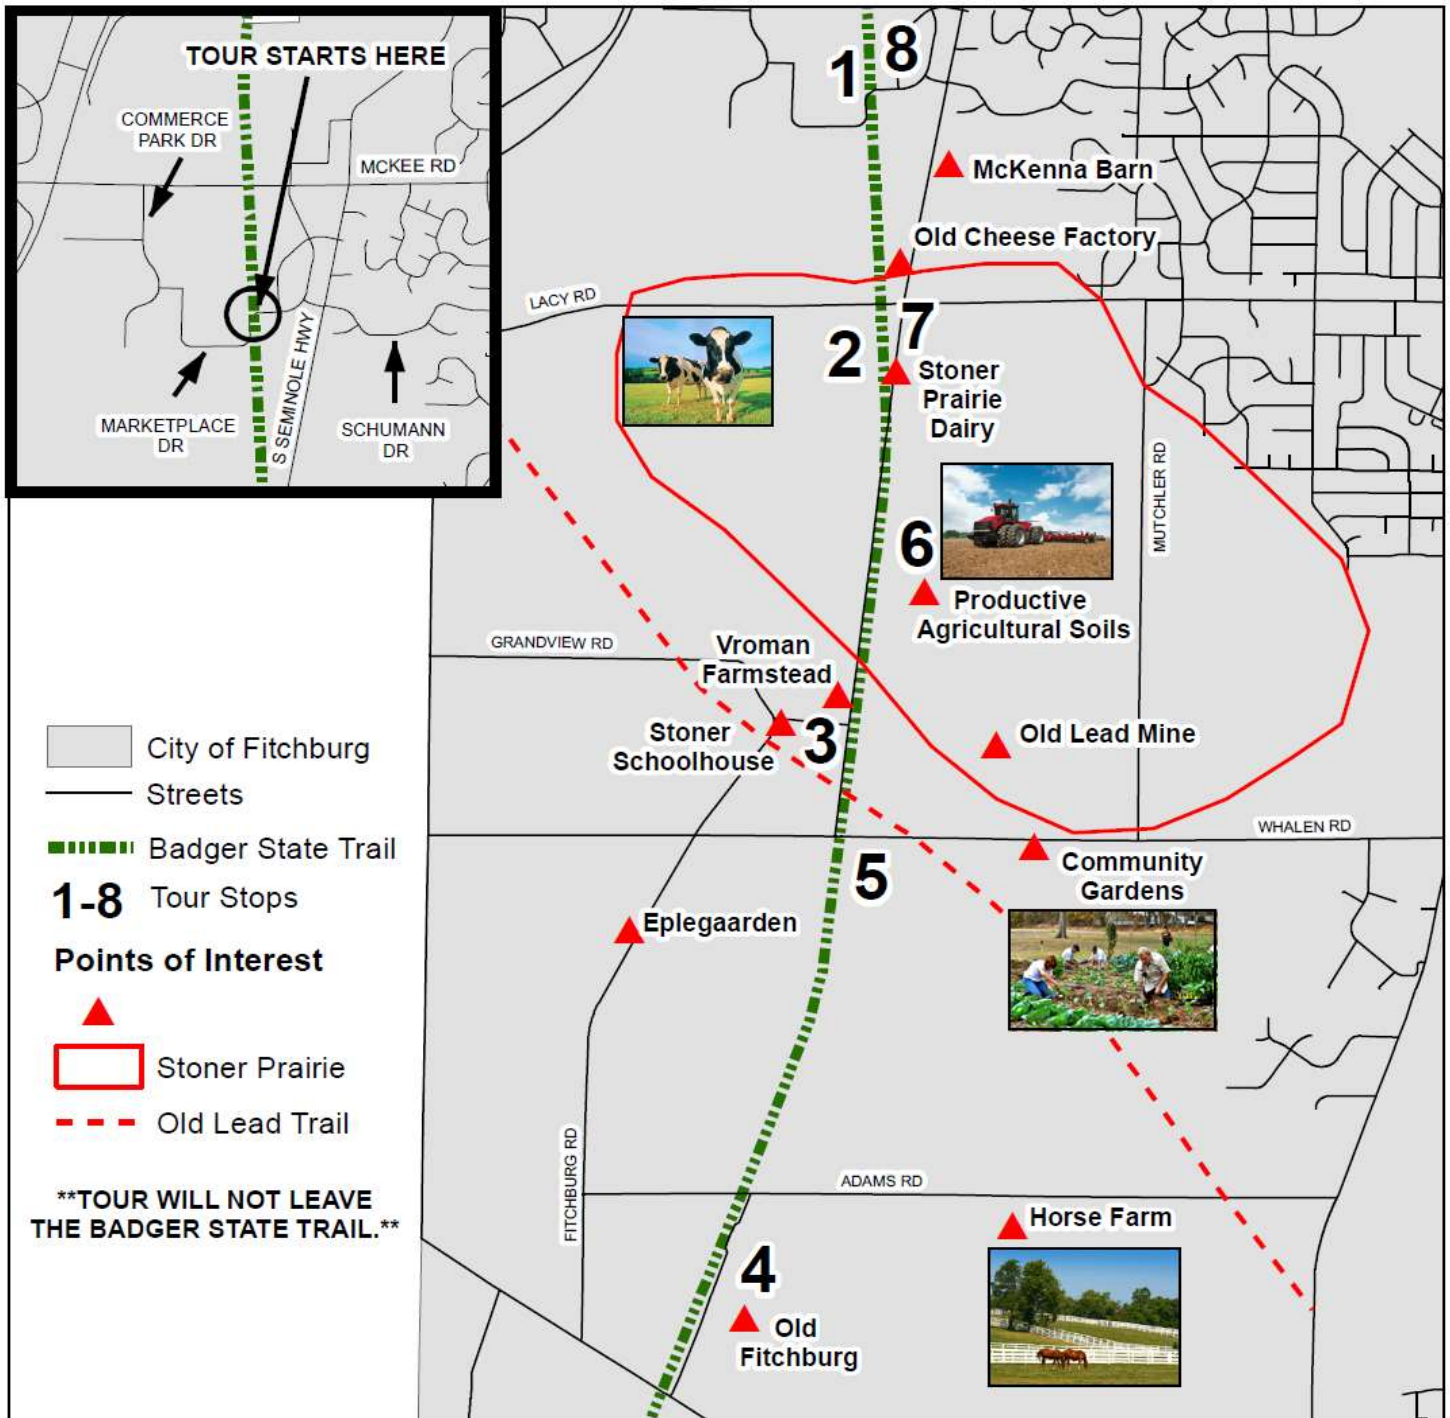 TOUR STARTS HERE
COMMERCE
PARK DR
MCKEE RD
S SEMINOLE HWY
MARKETPLACE
DR
SCHUMANN
DR
1
8
McKenna Barn
Old Cheese Factory
LACY RD
2
7
Stoner
Prairie
Dairy
MUTCHLER RD
6
Productive
Agricultural Soils
GRANDVIEW RD
Vroman
Farmstead
Stoner
Schoolhouse
3
Old Lead Mine
WHALEN RD
5
Community
Gardens
Eplegaarden
FITCHBURG RD
ADAMS RD
Horse Farm
4
Old
Fitchburg
City of Fitchburg
Streets
Badger State Trail
1-8 Tour Stops
Points of Interest
Stoner Prairie
Old Lead Trail
**TOUR WILL NOT LEAVE
THE BADGER STATE TRAIL.**